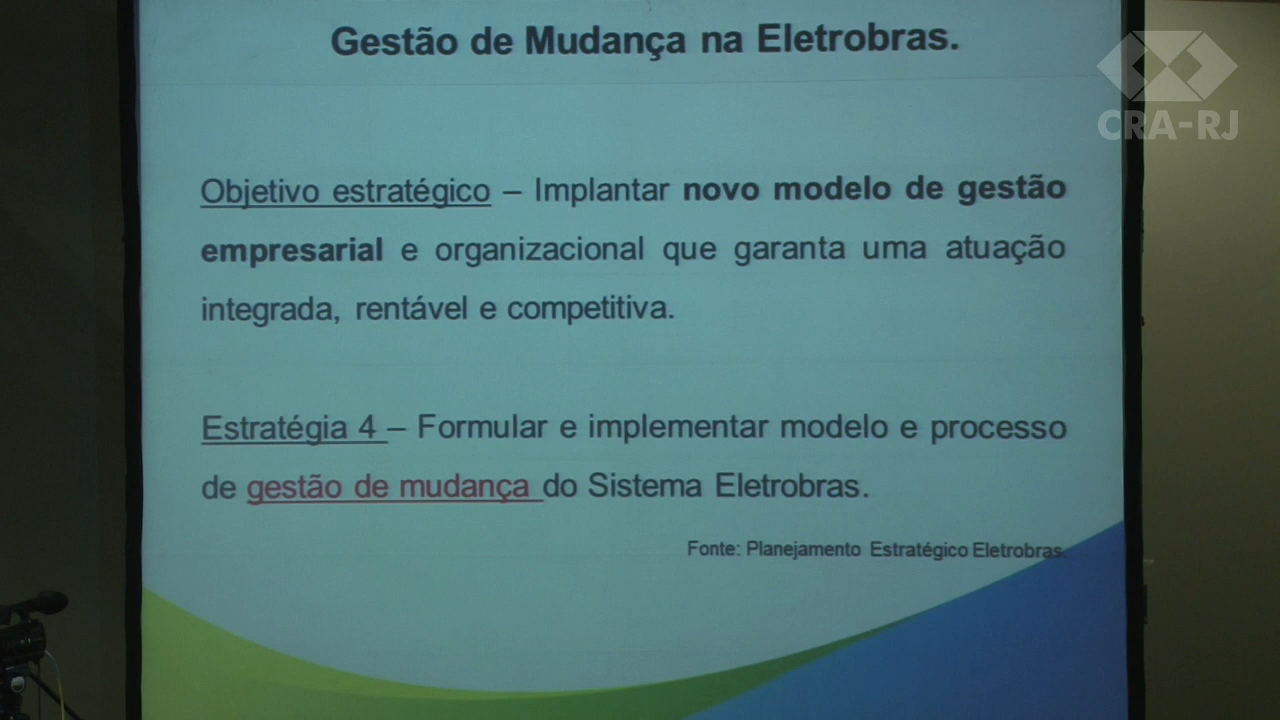 Gestão de Mudança na Eletrobras.
CRA-RJ
Objetivo estratégico – Implantar novo modelo de gestão
empresarial e organizacional que garanta uma atuação
integrada, rentável e competitiva.
Estratégia 4 – Formular e implementar modelo e processo
de gestão de mudança do Sistema Eletrobras.
Fonte: Planejamento Estratégico Eletrobras.